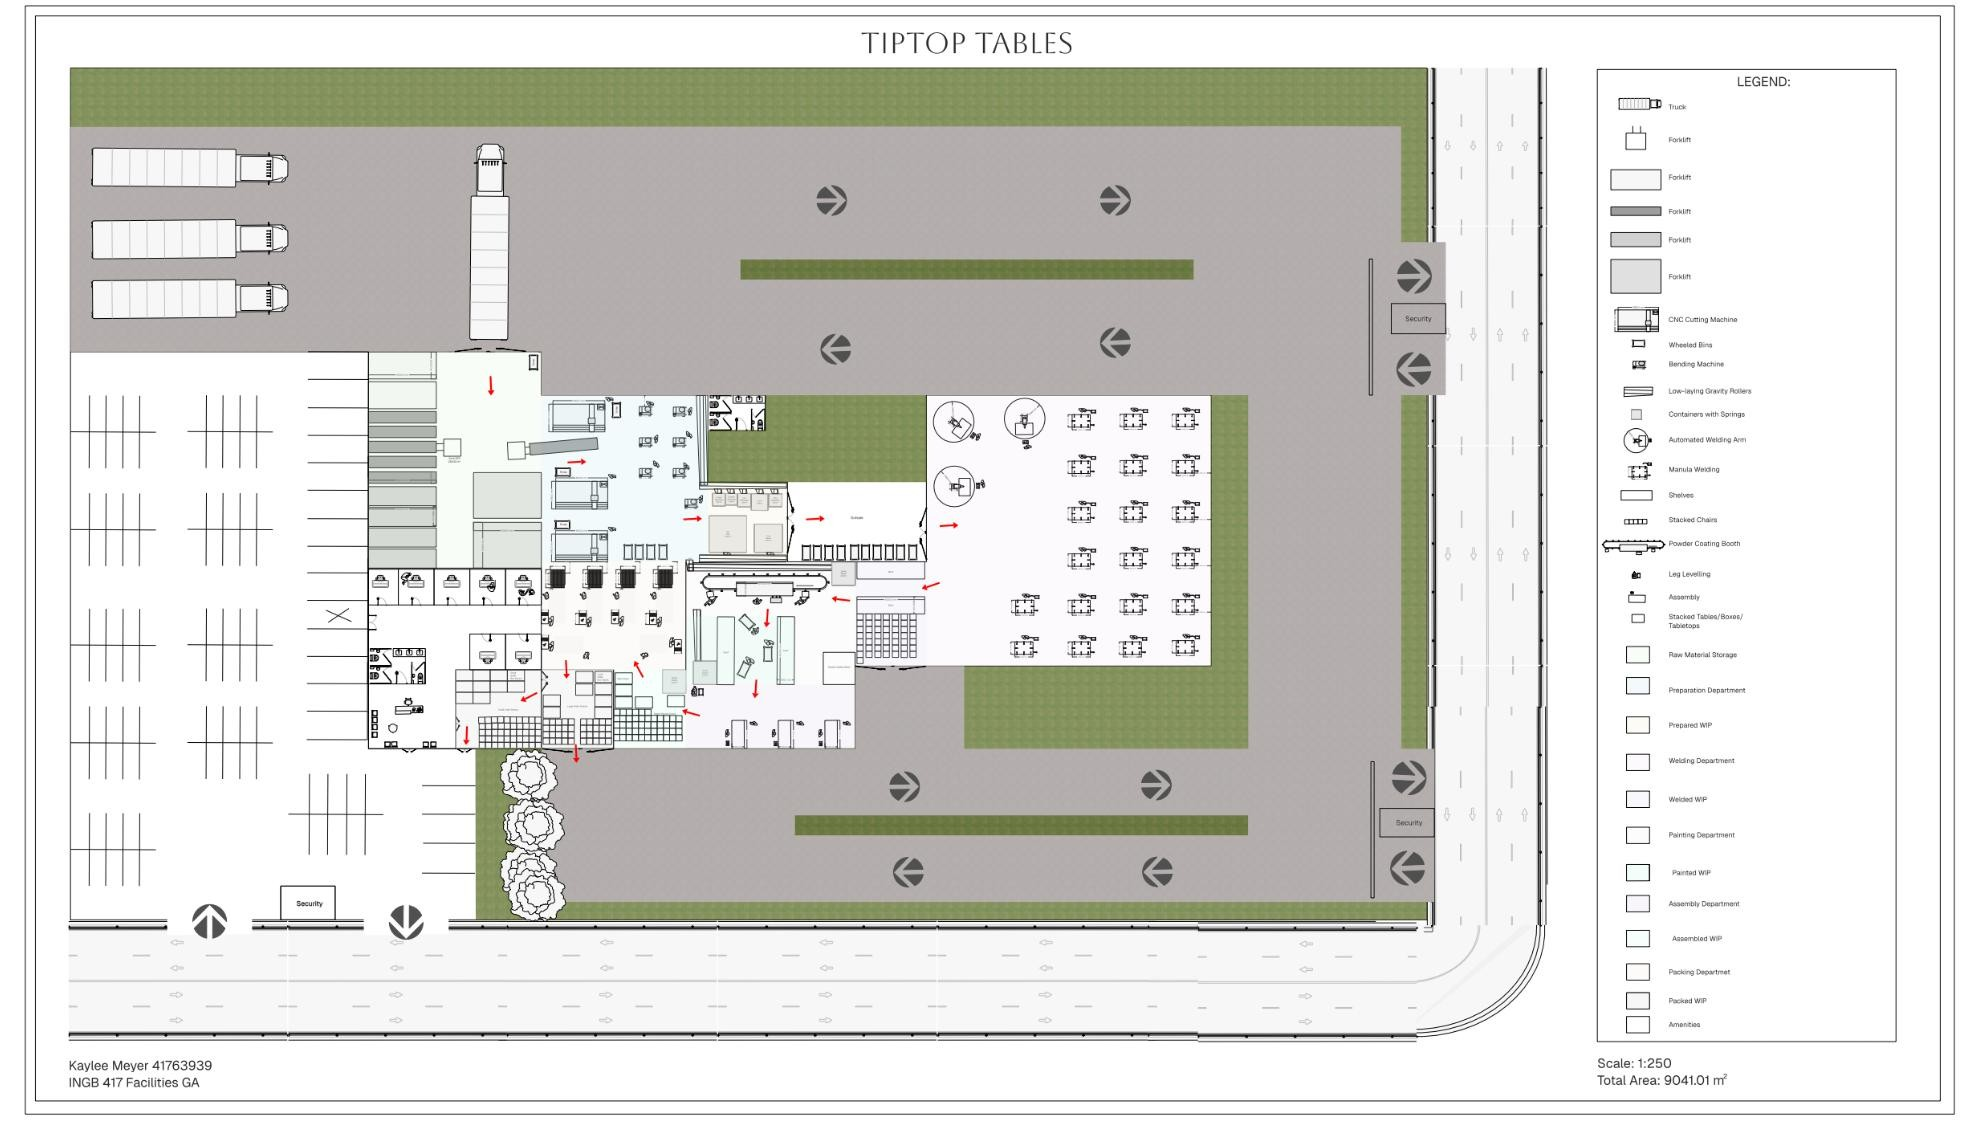 TIPTOP TABLES
LEGEND:
Truck
Forklift
Forklift
Forklift
Forklift
Forklift
CNC Cutting Machine
Wheeled Bins
Bending Machine
Low-laying Gravity Rollers
Containers with Springs
Automated Welding Arm
Manula Welding
Shelves
Stacked Chairs
Powder Coating Booth
Leg Levelling
Assembly
Stacked Tables/Boxes/
Tabletops
Raw Material Storage
Preparation Department
Prepared WIP
Welding Department
Welded WIP
Painting Department
Painted WIP
Assembly Department
Assembled WIP
Packing Departmet
Packed WIP
Amenities
Security
Security
Security
Kaylee Meyer 41763939
INGB 417 Facilities GA
Scale: 1:250
Total Area: 9041.01 m²